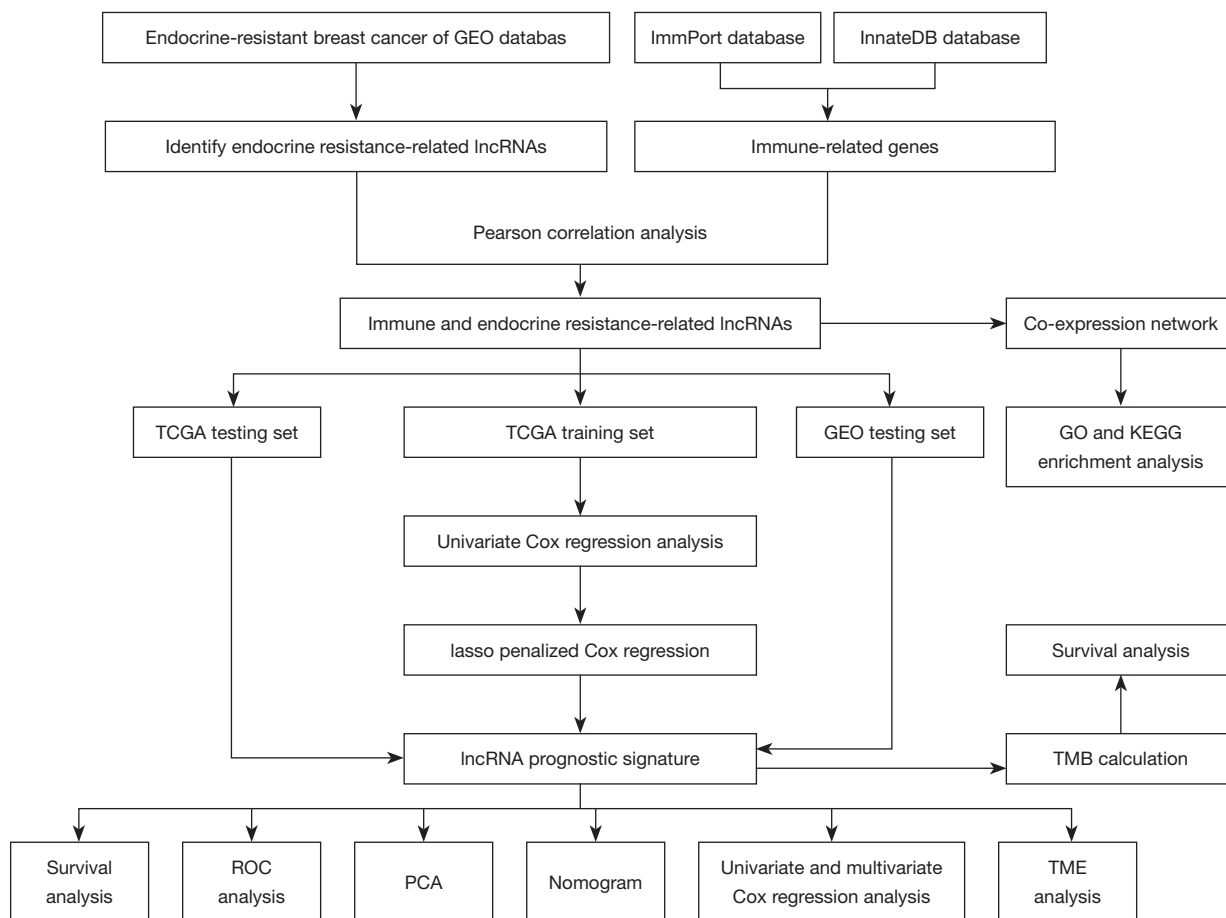 Endocrine-resistant breast cancer of GEO databas
ImmPort database
InnateDB database
Identify endocrine resistance-related lncRNAs
Immune-related genes
Pearson correlation analysis
Immune and endocrine resistance-related lncRNAs
Co-expression network
TCGA testing set
TCGA training set
GEO testing set
GO and KEGG
enrichment analysis
Univariate Cox regression analysis
lasso penalized Cox regression
Survival analysis
lncRNA prognostic signature
TMB calculation
Survival
analysis
ROC
analysis
PCA
Nomogram
Univariate and multivariate
Cox regression analysis
TME
analysis